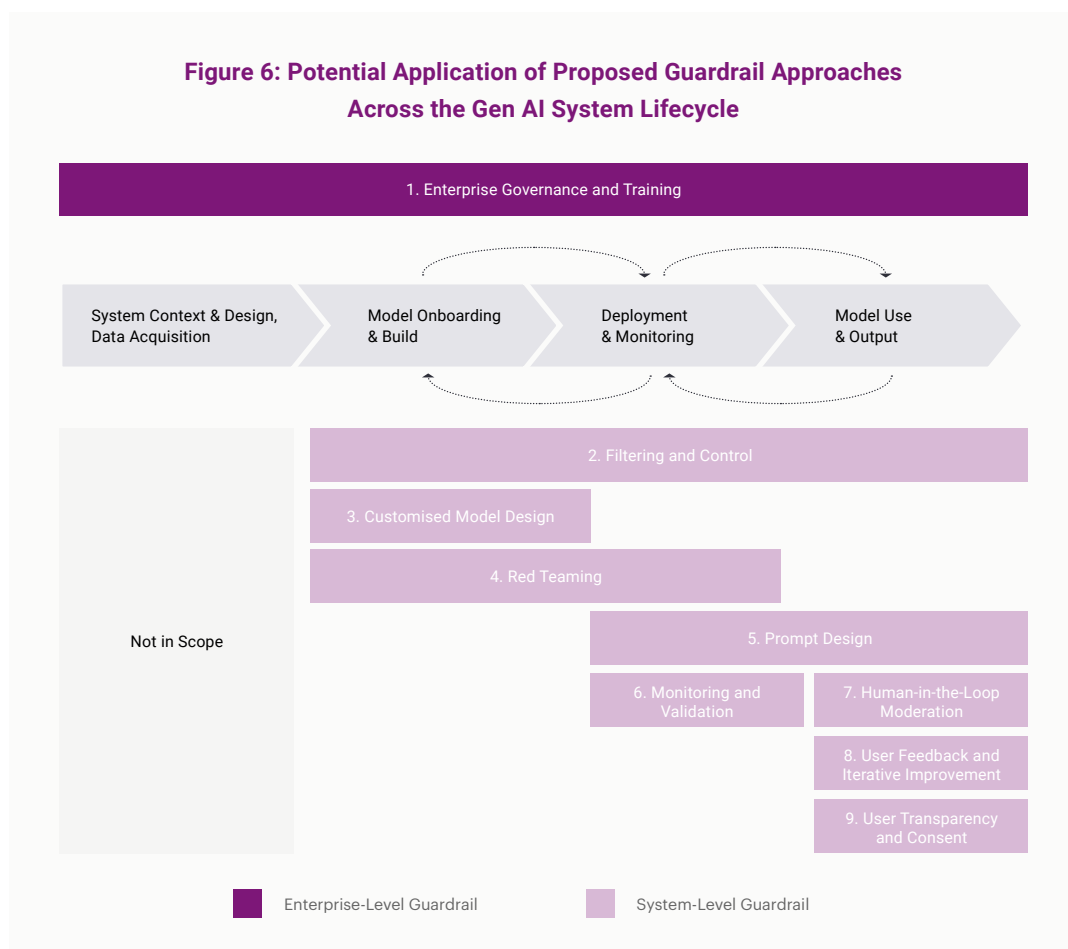 Figure 6: Potential Application of Proposed Guardrail Approaches
Across the Gen AI System Lifecycle
1. Enterprise Governance and Training
System Context & Design,
Data Acquisition
Model Onboarding
& Build
Deployment
& Monitoring
Model Use
& Output
2. Filtering and Control
3. Customised Model Design
4. Red Teaming
Not in Scope
5. Prompt Design
6. Monitoring and
Validation
7. Human-in-the-Loop
Moderation
8. User Feedback and
Iterative Improvement
9. User Transparency
and Consent
Enterprise-Level Guardrail
System-Level Guardrail